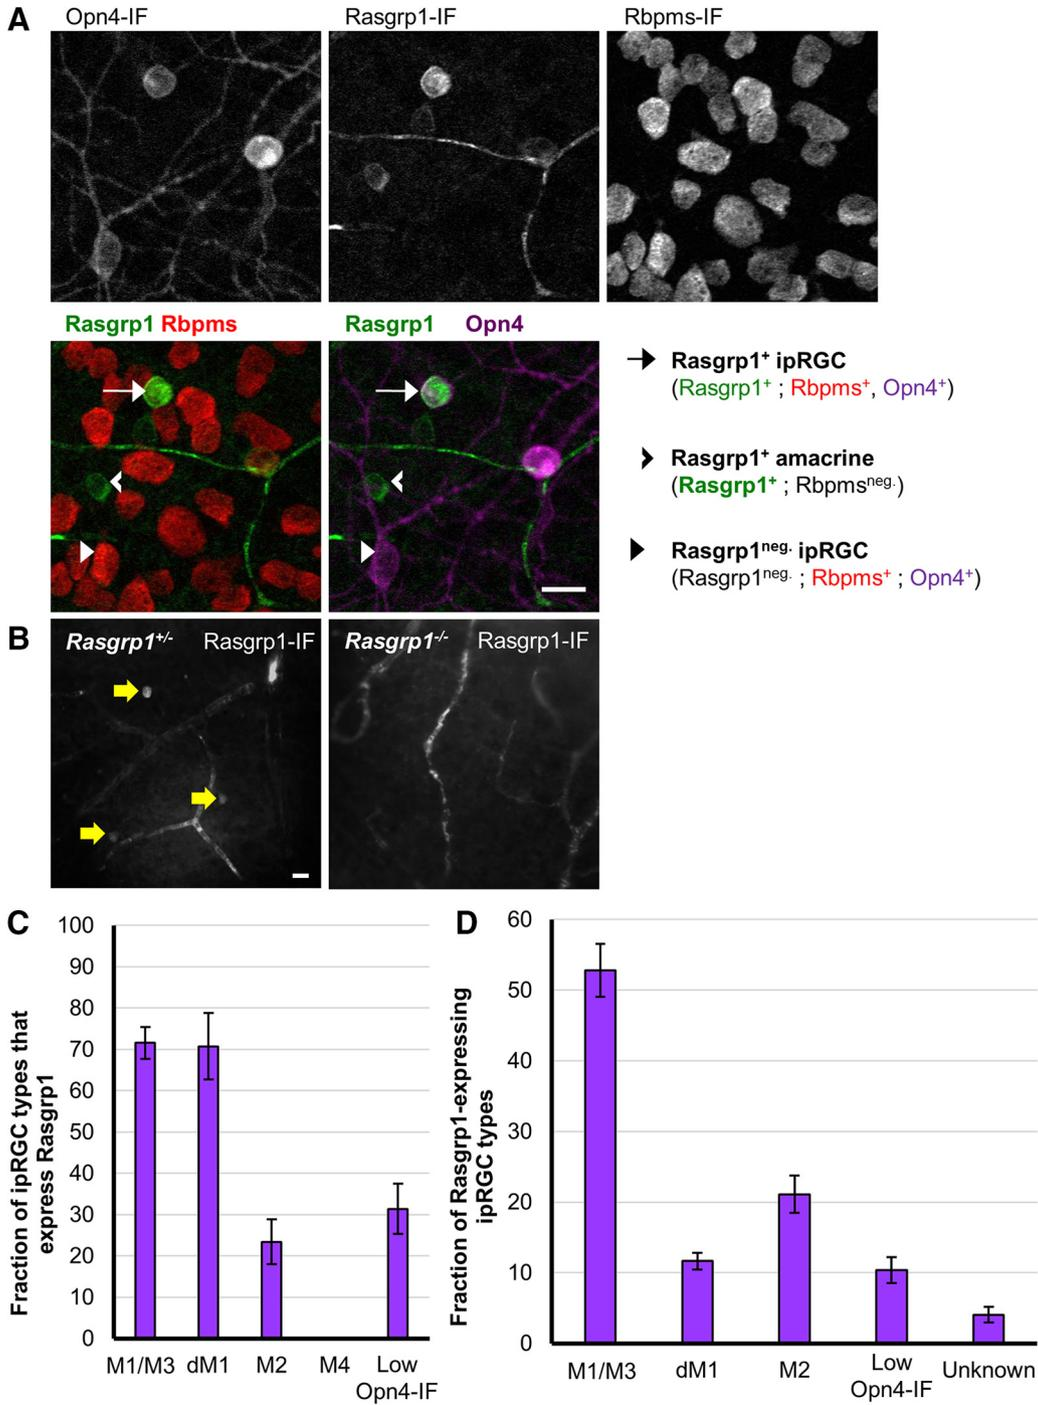 A
Opn4-IF
Rasgrp1-IF
Rbpms-IF
Rasgrp1 Rbpms
Rasgrp1 Opn4
Rasgrp1+ ipRGC
(Rasgrp1+ ; Rbpms+, Opn4+)
Rasgrp1+ amacrine
(Rasgrp1+ ; Rbpmsneg.)
Rasgrp1neg. ipRGC
(Rasgrp1neg. ; Rbpms+ ; Opn4+)
B
Rasgrp1+/- Rasgrp1-IF
Rasgrp1-/- Rasgrp1-IF
C
Fraction of ipRGC types that
express Rasgrp1
100
90
80
70
60
50
40
30
20
10
0
M1/M3
dM1
M2
M4
Low
Opn4-IF
D
Fraction of Rasgrp1-expressing
ipRGC types
60
50
40
30
20
10
0
M1/M3
dM1
M2
Low
Opn4-IF
Unknown